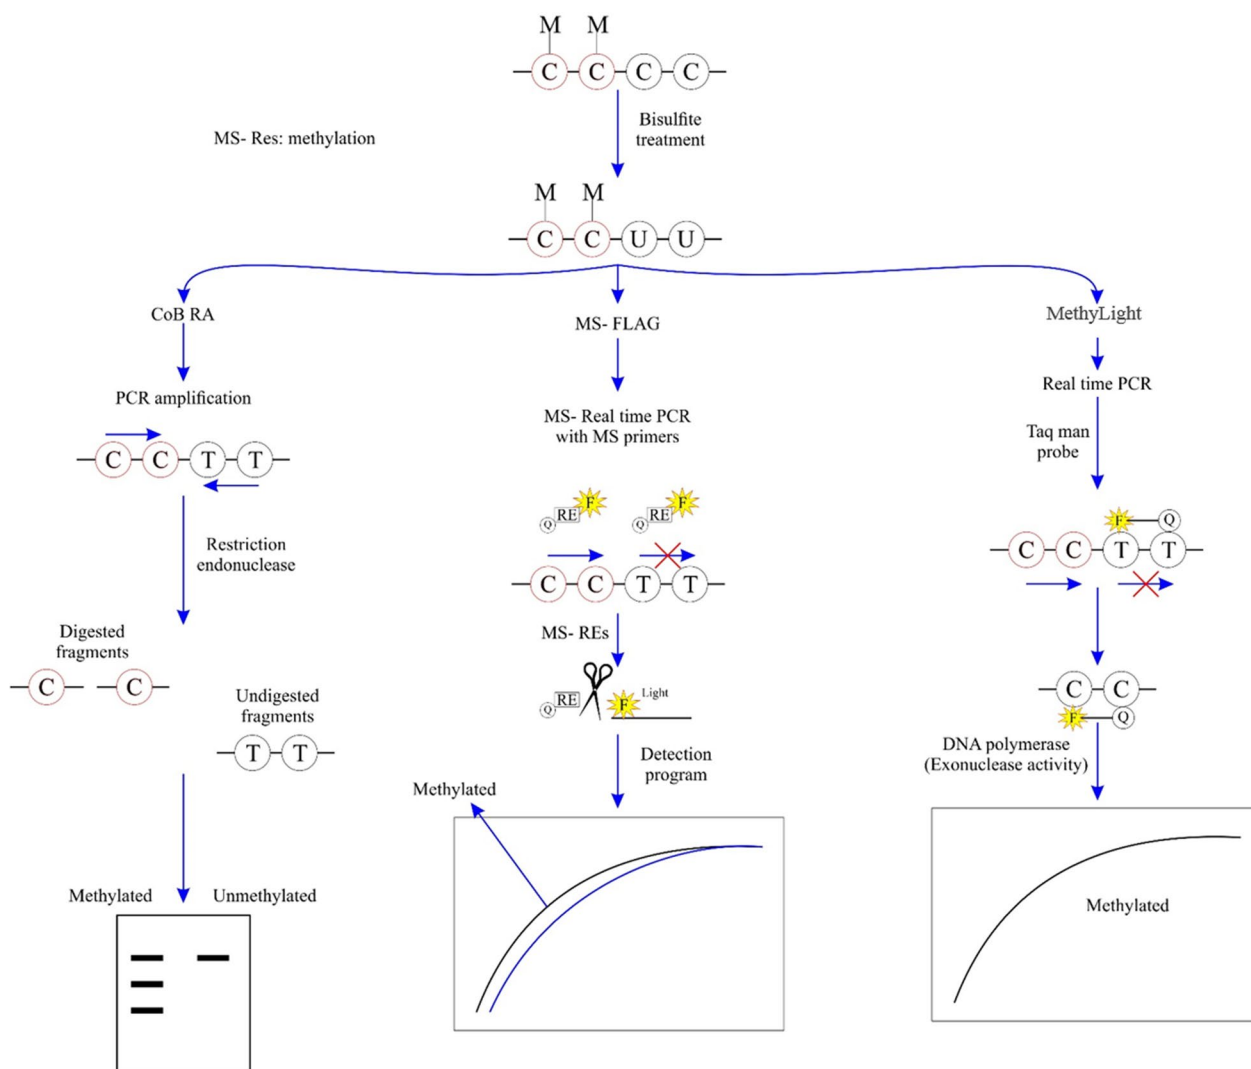 M M
C C C C
Bisulfite
treatment
MS- Res: methylation
M M
C C U U
CoB RA
PCR amplification
C C T T
Restriction
endonuclease
Digested
fragments
C C
Undigested
fragments
T T
Methylated Unmethylated
MS- FLAG
MS- Real time PCR
with MS primers
Q RE F Q RE F
C C T T
MS- REs
Q RE F Light
Detection
program
Methylated
MethyLight
Real time PCR
Taq man
probe
F Q
C C T T
C C
F Q
DNA polymerase
(Exonuclease activity)
Methylated